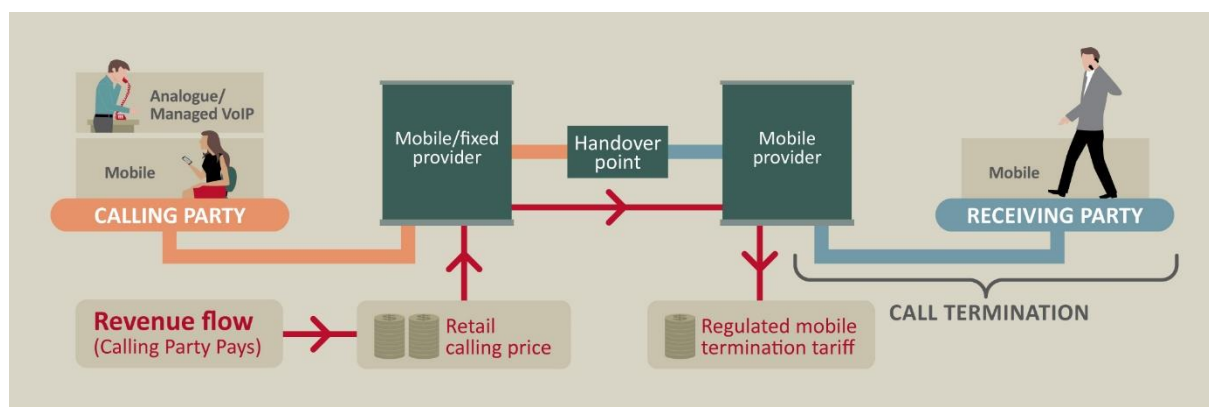 Analogue/
Managed VoIP
Mobile
CALLING PARTY
Mobile/fixed
provider
Handover
point
Mobile
provider
Mobile
RECEIVING PARTY
CALL TERMINATION
Revenue flow
(Calling Party Pays)
Retail
calling price
Regulated mobile
termination tariff